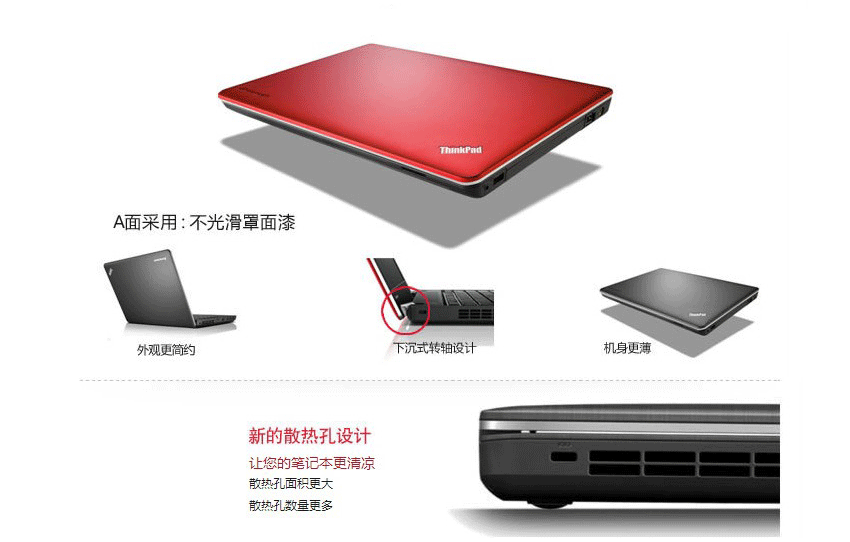 ThinkPad
A面采用：不光滑罩面漆
外观更简约
下沉式转轴设计
机身更薄
ThinkPad
新的散热孔设计
让您的笔记本更清凉
散热孔面积更大
散热孔数量更多